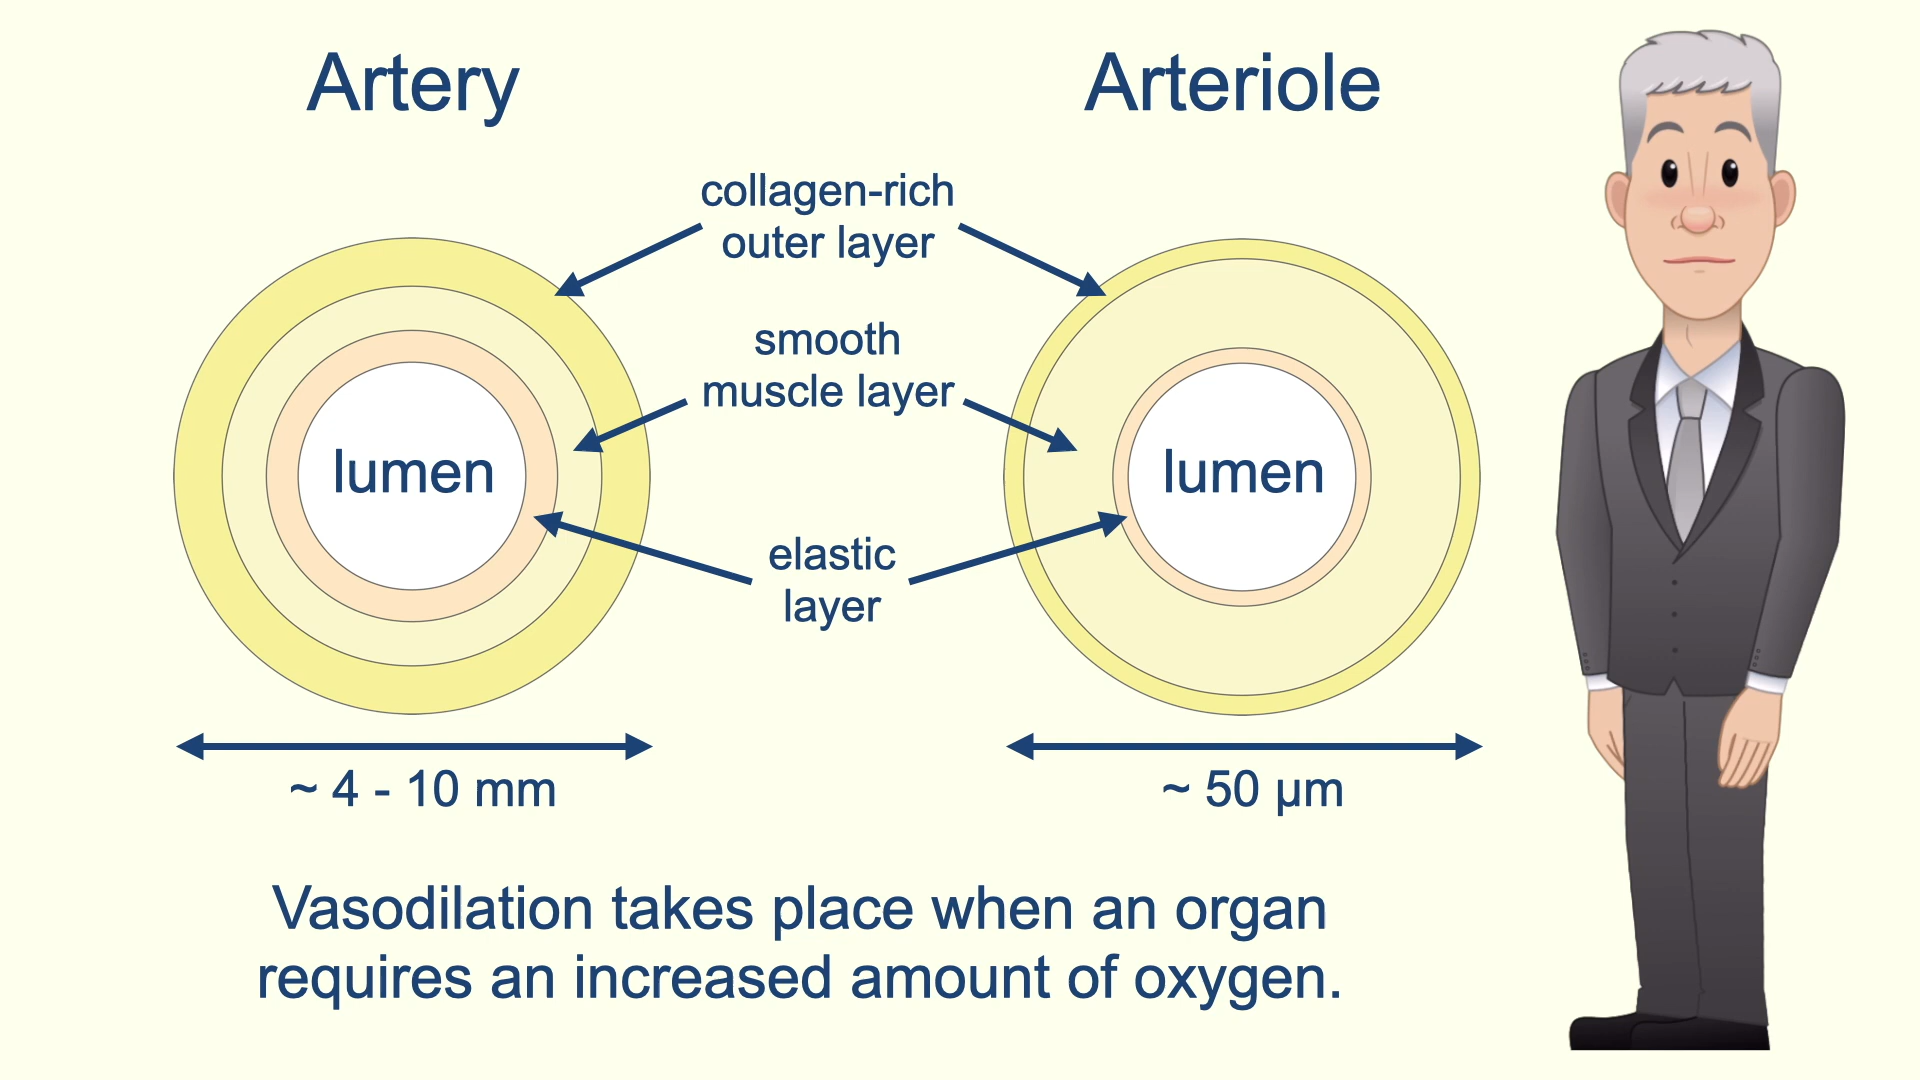 Artery
Arteriole
collagen-rich
outer layer
smooth
muscle layer
lumen
lumen
elastic
layer
~ 4 - 10 mm
~ 50 µm
Vasodilation takes place when an organ
requires an increased amount of oxygen.